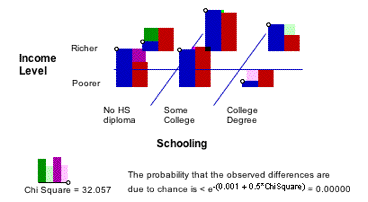 Richer
Income
Level
Poorer
No HS
diploma
Some
College
College
Degree
Schooling
The probability that the observed differences are
due to chance is < e-(0.001 + 0.5*ChiSquare) = 0.00000
Chi Square = 32.057